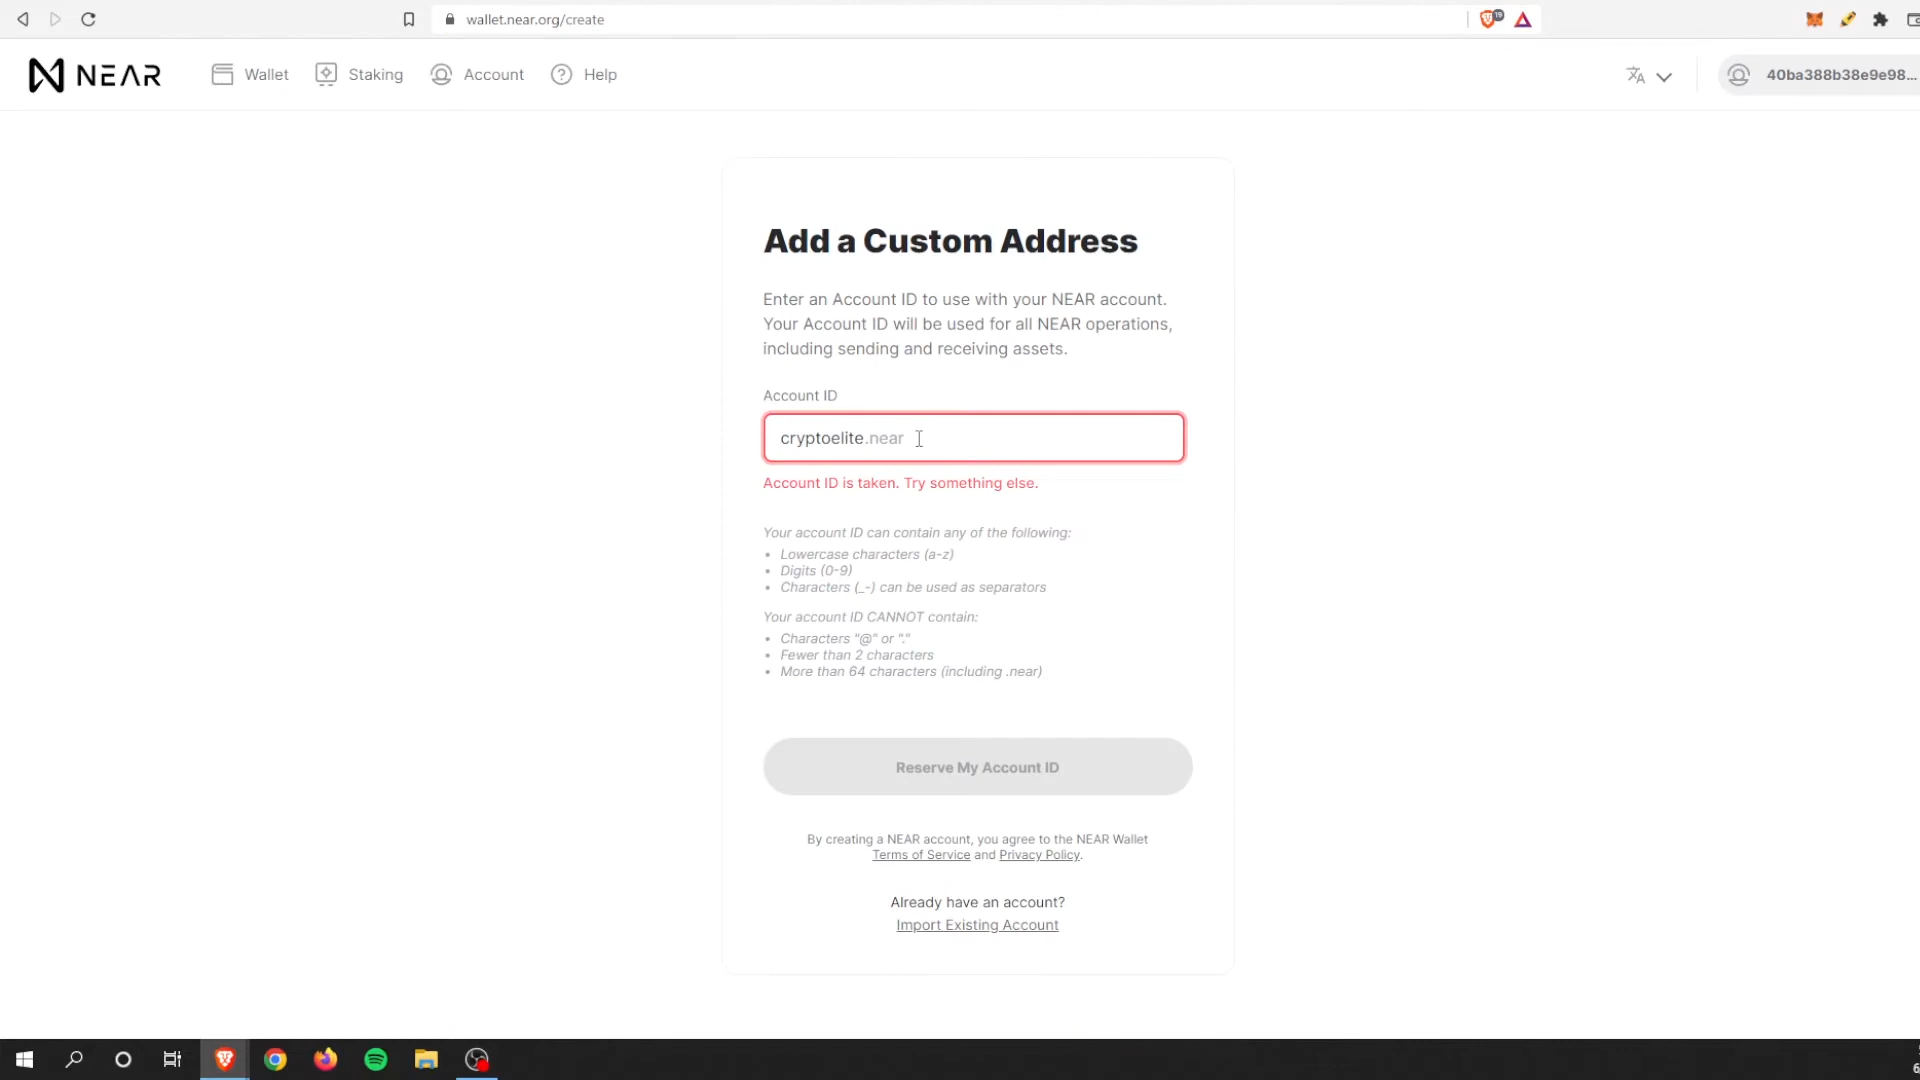 wallet.near.org/create
19
NEAR
Wallet
Staking
Account
Help
40ba388b38e9e98...
Add a Custom Address
Enter an Account ID to use with your NEAR account.
Your Account ID will be used for all NEAR operations,
including sending and receiving assets.
Account ID
cryptoelite.near
Account ID is taken. Try something else.
Your account ID can contain any of the following:
• Lowercase characters (a-z)
• Digits (0-9)
• Characters (_-) can be used as separators
Your account ID CANNOT contain:
• Characters "@" or "."
• Fewer than 2 characters
• More than 64 characters (including .near)
Reserve My Account ID
By creating a NEAR account, you agree to the NEAR Wallet
Terms of Service and Privacy Policy.
Already have an account?
Import Existing Account